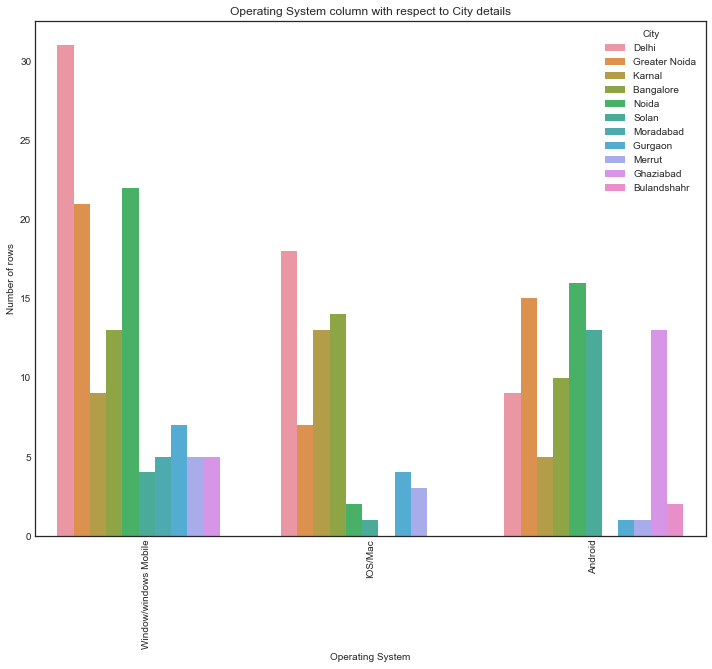 Operating System column with respect to City details
City
Delhi
Greater Noida
Karnal
Bangalore
Noida
Solan
Moradabad
Gurgaon
Merrut
Ghaziabad
Bulandshahr
Number of rows
30
25
20
15
10
5
0
Window/windows Mobile
IOS/Mac
Android
Operating System